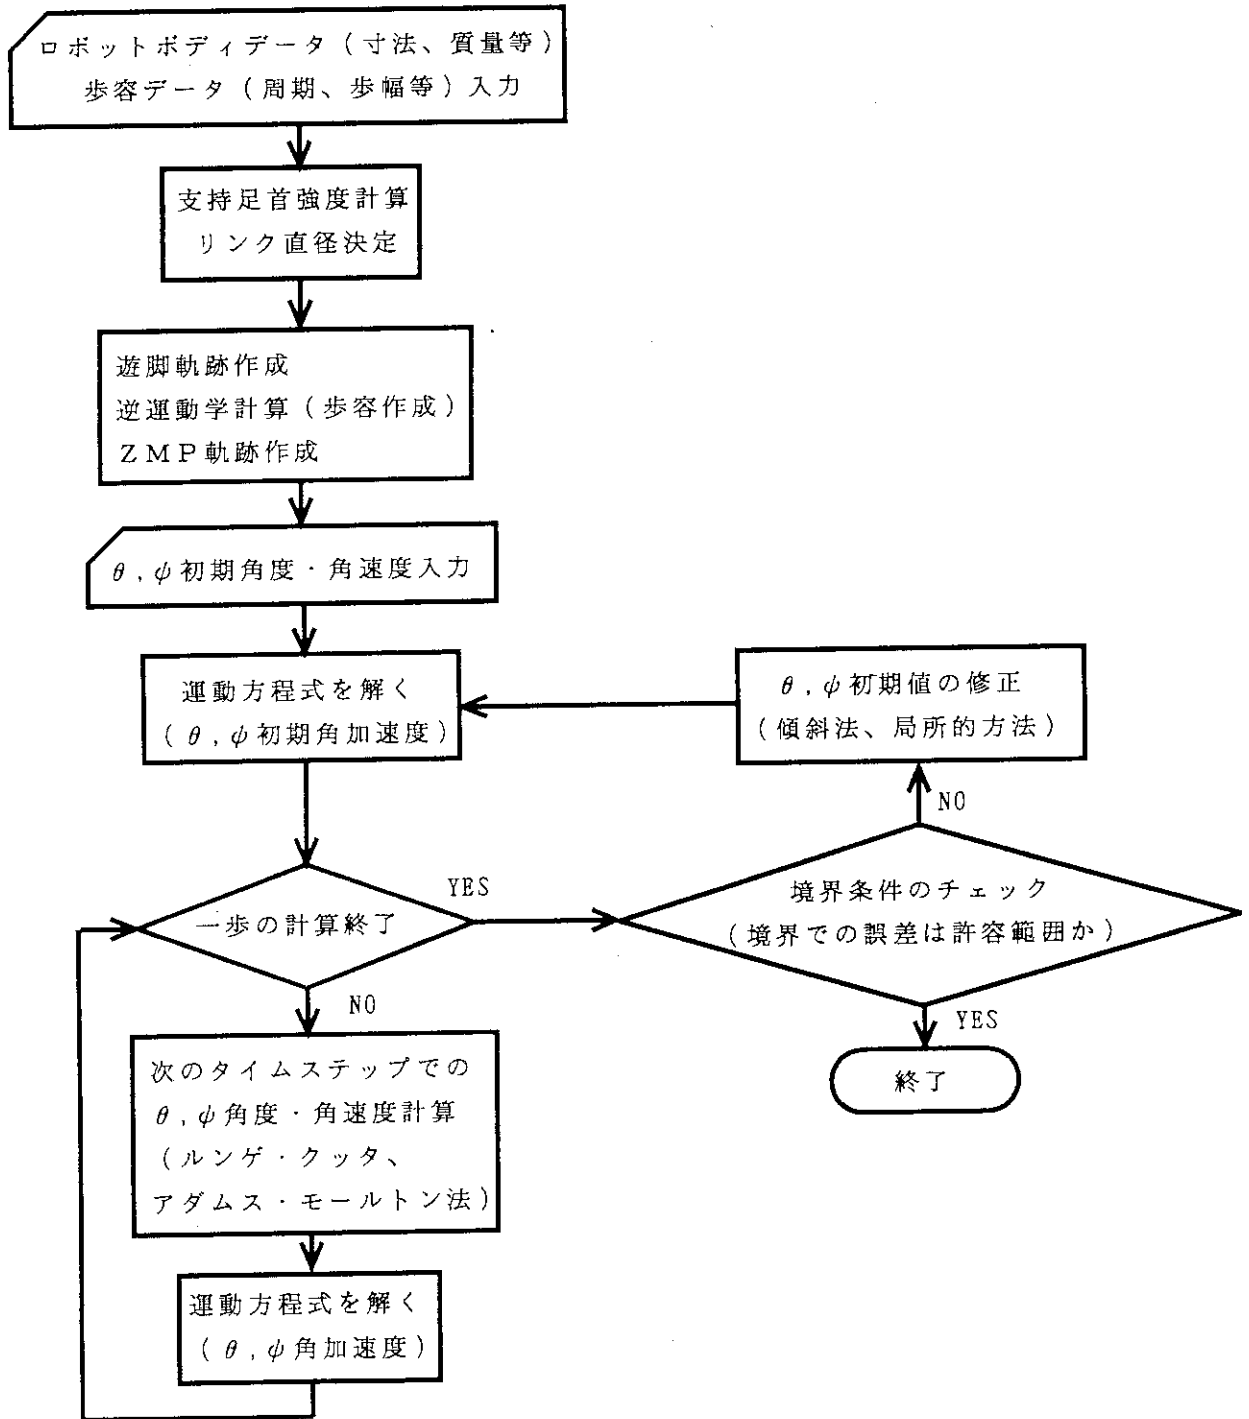 ロボットボディデータ(寸法、質量等)
歩容データ(周期、歩幅等)入力
支持足首強度計算
リンク直径決定
遊脚軌跡作成
逆運動学計算(歩容作成)
ZMP軌跡作成
θ,ψ初期角度・角速度入力
運動方程式を解く
(θ,ψ初期角加速度)
θ,ψ初期値の修正
(傾斜法、局所的方法)
NO
一歩の計算終了
YES
境界条件のチェック
(境界での誤差は許容範囲か)
NO
YES
終了
次のタイムステップでの
θ,ψ角度・角速度計算
(ルンゲ・クッタ、
アダムス・モールトン法)
運動方程式を解く
(θ,ψ角加速度)